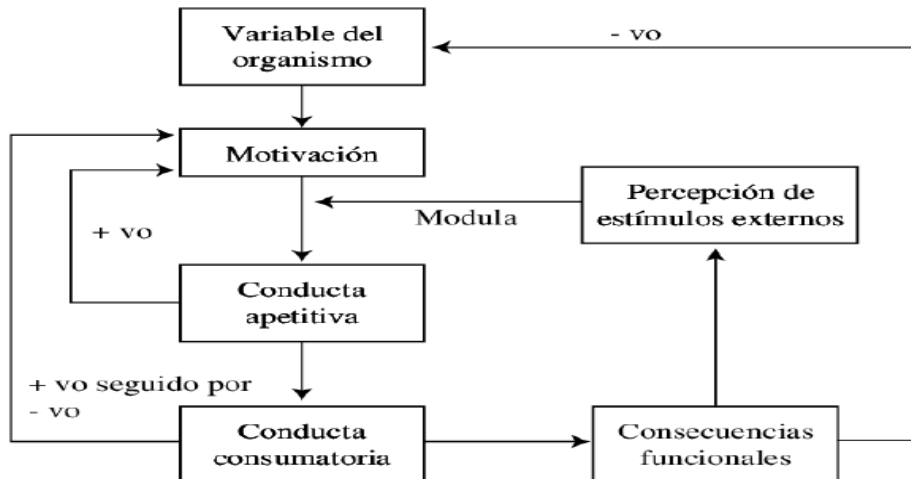 Variable del
organismo
- vo
Motivación
Percepción de
estímulos externos
Modula
+ vo
Conducta
apetitiva
+ vo seguido por
- vo
Conducta
consumatoria
Consecuencias
funcionales